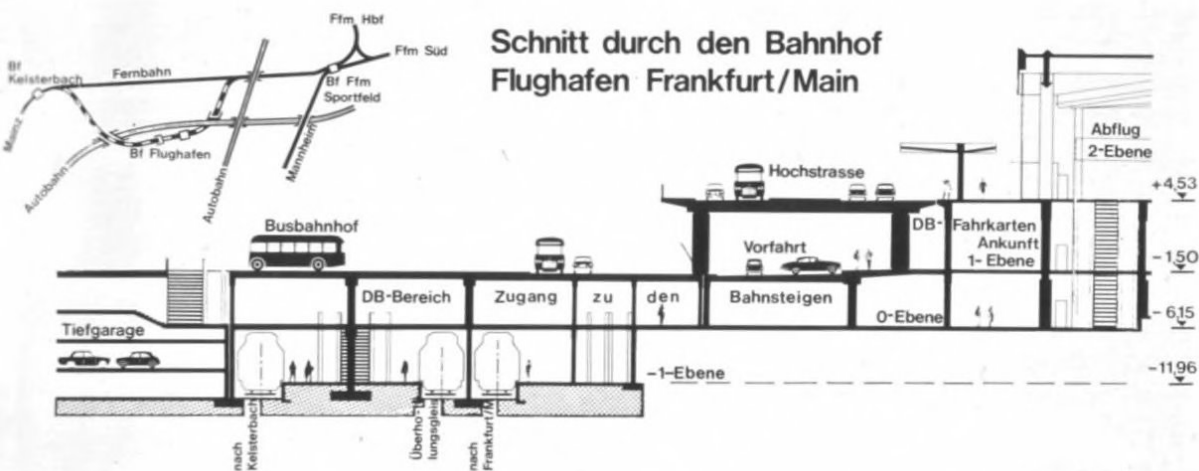 Schnitt durch den Bahnhof
Flughafen Frankfurt/Main
Ffm Hbf
Ffm Süd
Bf
Kelsterbach
Fernbahn
Bf Ffm
Sportfeld
Mainz
Bf Flughafen
Autobahn
Autobahn
Mannheim
Abflug
2-Ebene
Hochstrasse
+4,53
Busbahnhof
DB-Fahrkarten
Ankunft
1-Ebene
Vorfahrt
-1,50
DB-Bereich Zugang zu den Bahnsteigen
0-Ebene
-6,15
Tiefgarage
-1-Ebene
-11,96
nach
Kelsterbach
Überho-
lungsgleis
nach
Frankfurt/M